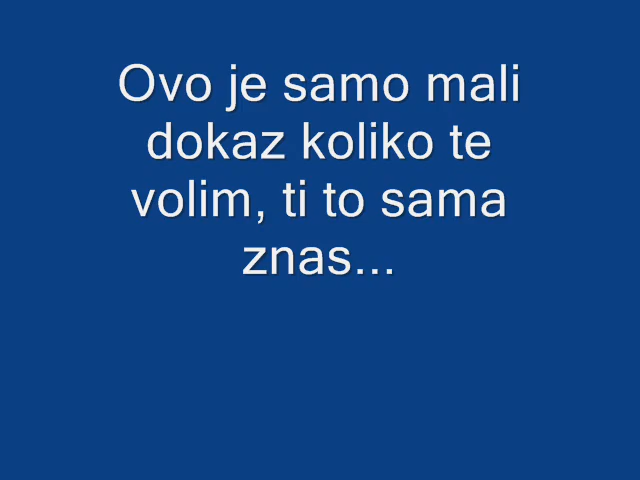 Ovo je samo mali
dokaz koliko te
volim, ti to sama
znas...